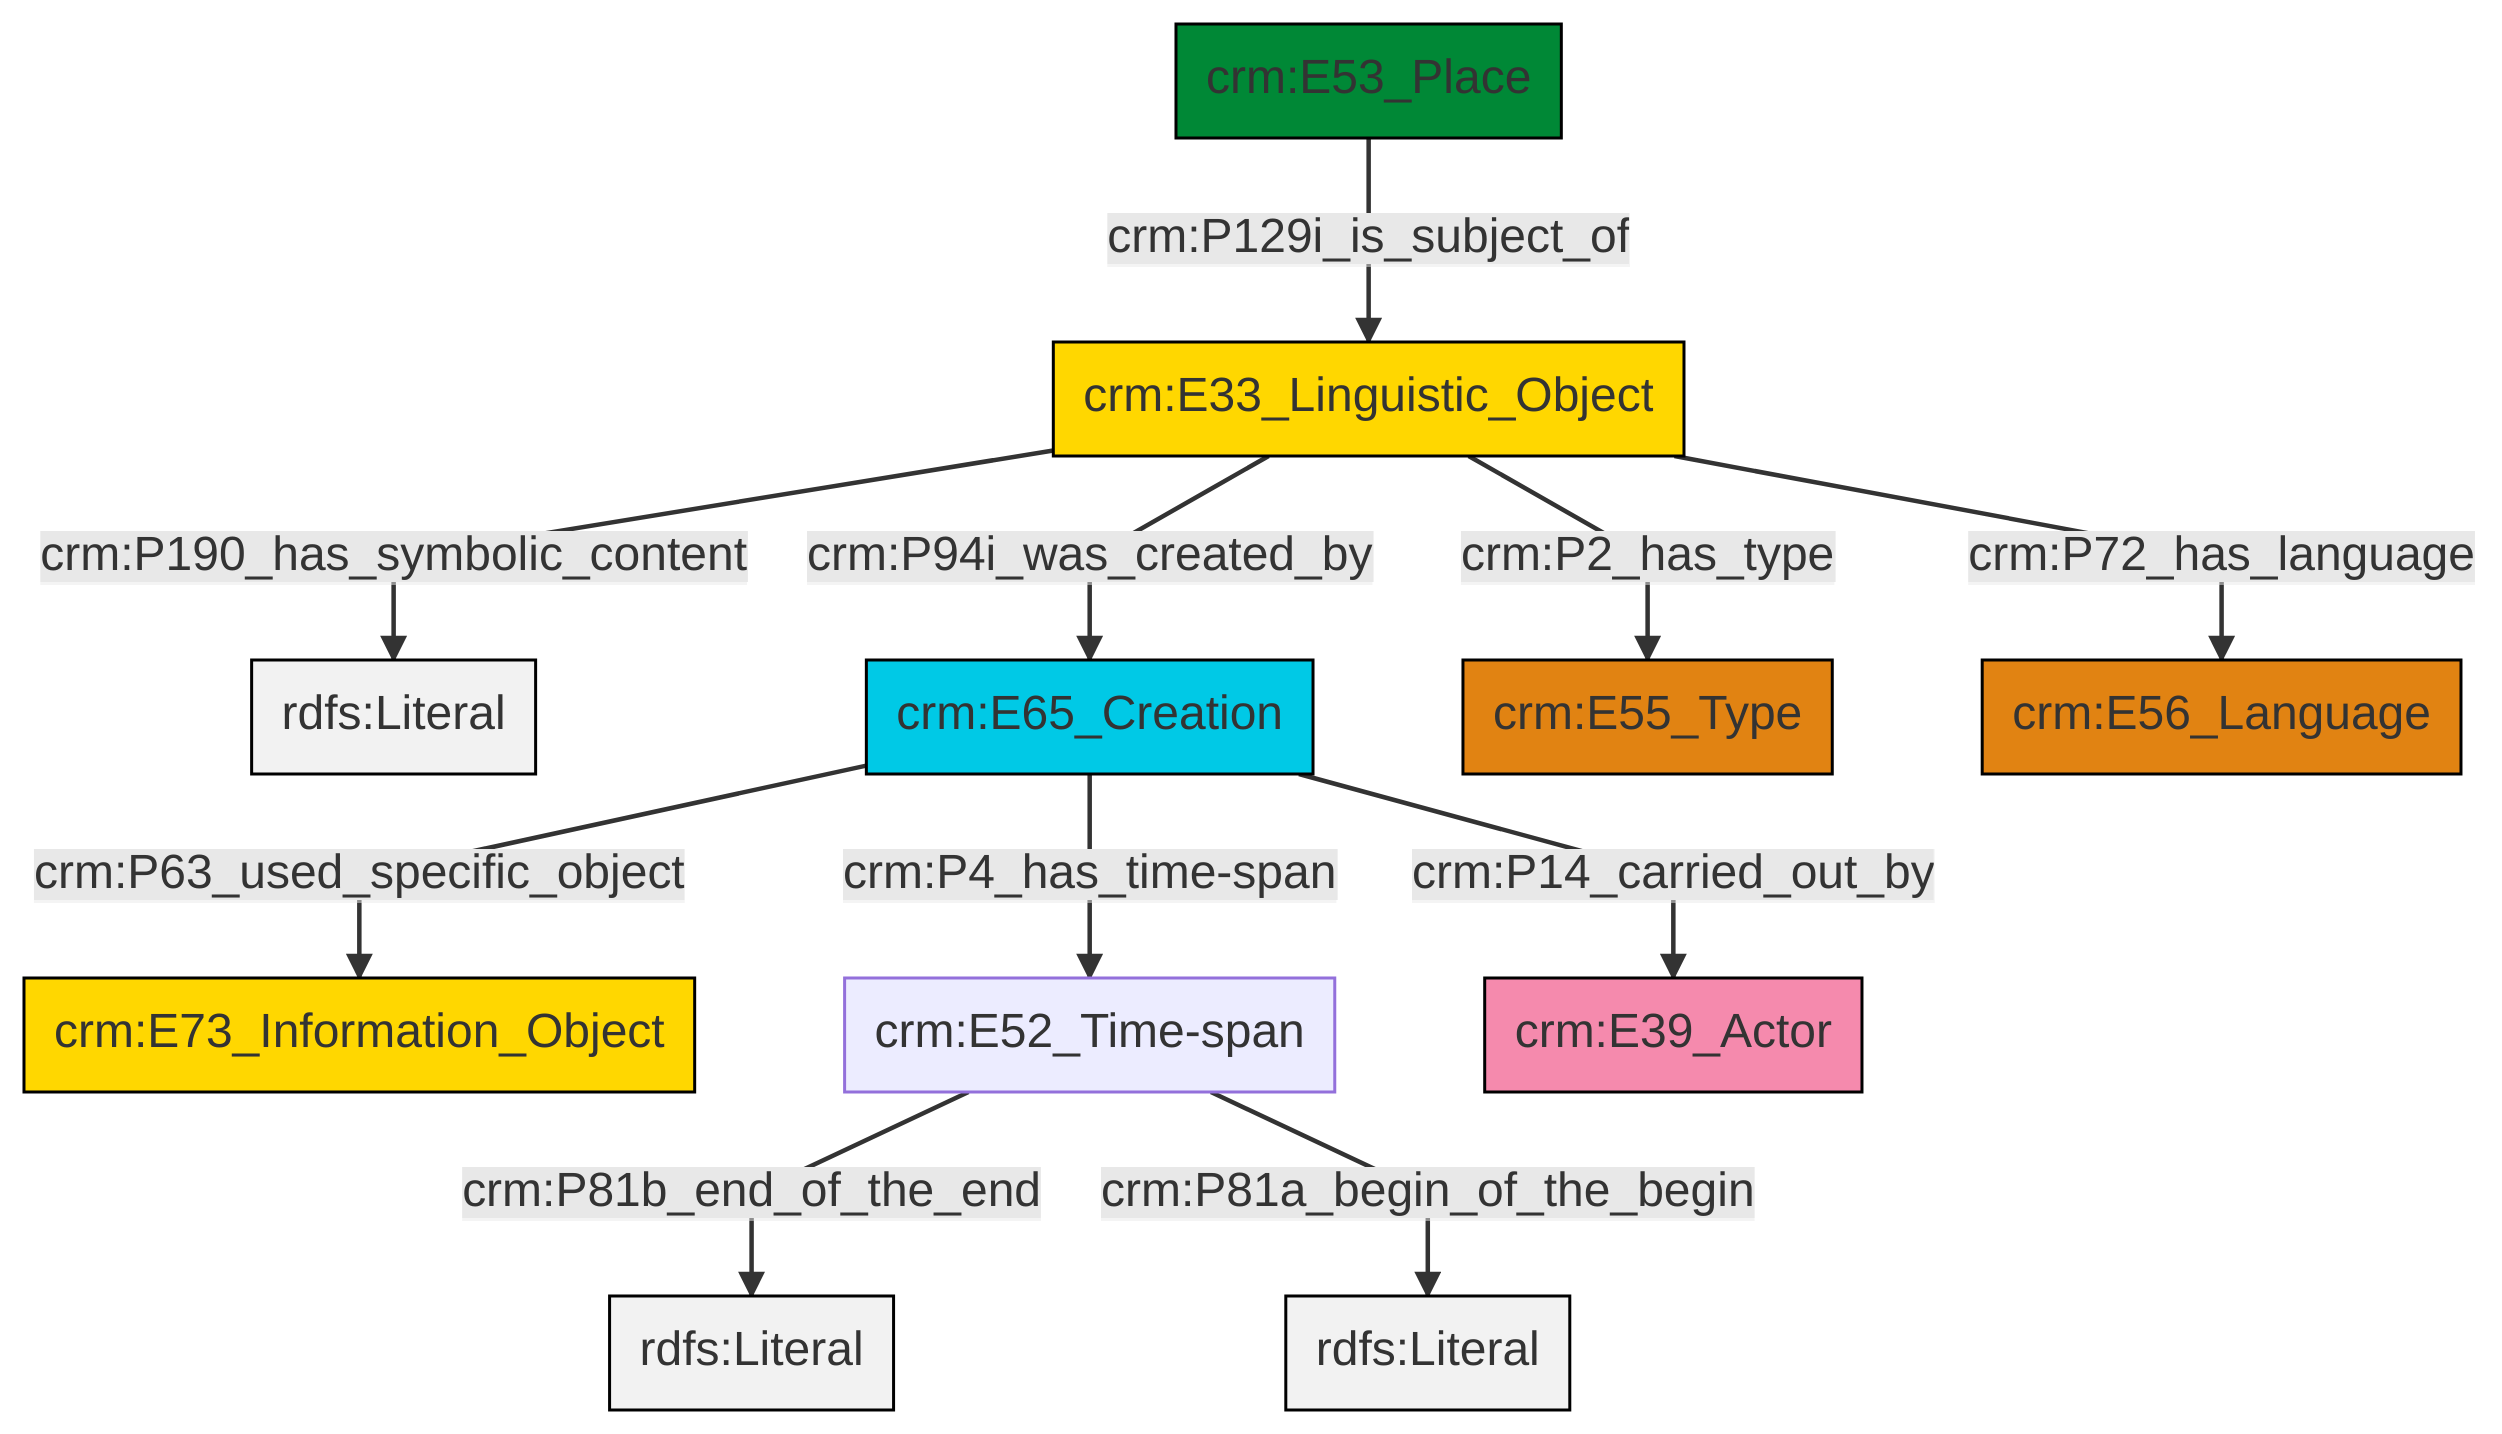 crm:E53_Place
crm:P129i_is_subject_of
crm:E33_Linguistic_Object
crm:P190_has_symbolic_content
crm:P94i_was_created_by
crm:P2_has_type
crm:P72_has_language
rdfs:Literal
crm:E65_Creation
crm:E55_Type
crm:E56_Language
crm:P63_used_specific_object
crm:P4_has_time-span
crm:P14_carried_out_by
crm:E73_Information_Object
crm:E52_Time-span
crm:E39_Actor
crm:P81b_end_of_the_end
crm:P81a_begin_of_the_begin
rdfs:Literal
rdfs:Literal